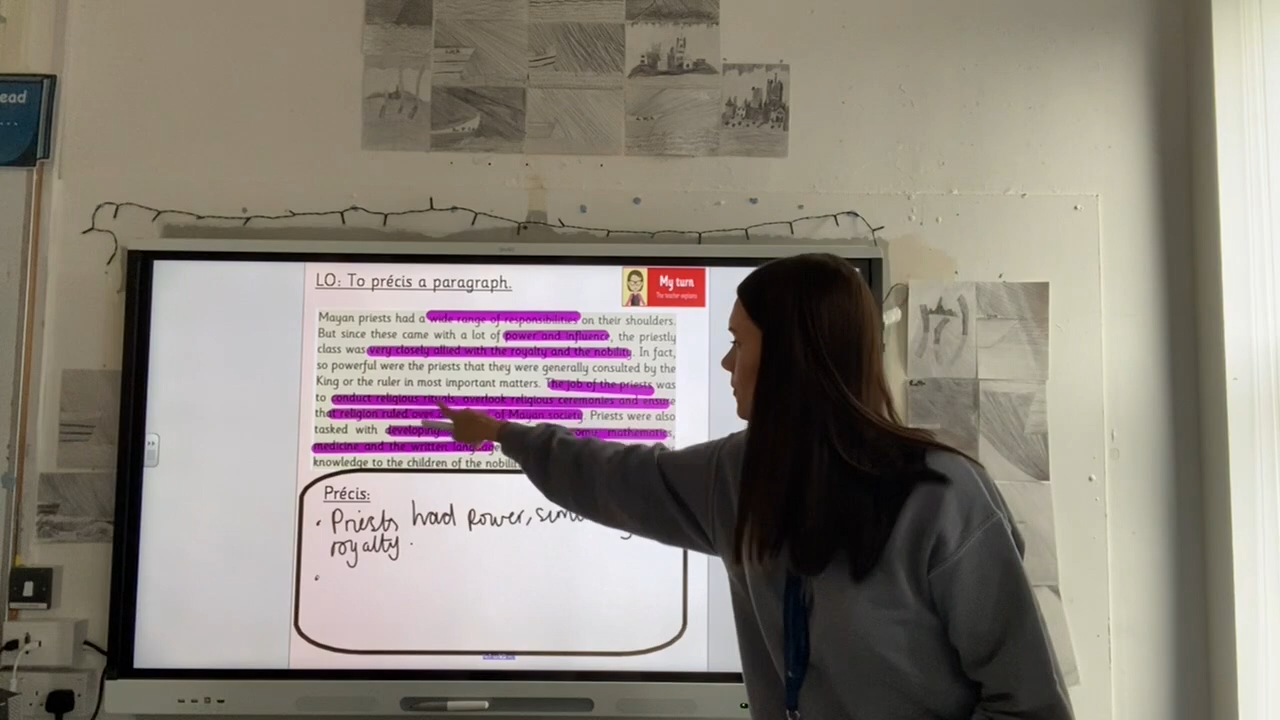 ead
...
LO: To précis a paragraph.
My turn
The teacher explains
Mayan priests had a wide range of responsibilities on their shoulders.
But since these came with a lot of power and influence, the priestly
class was very closely allied with the royalty and the nobility. In fact,
so powerful were the priests that they were generally consulted by the
King or the ruler in most important matters. The job of the priests was
to conduct religious rituals, overlook religious ceremonies and ensure
that religion ruled over of Mayan society. Priests were also
tasked with developing mathematics,
medicine and the written language
knowledge to the children of the
Précis:
• Priests had power,
royalty.
•